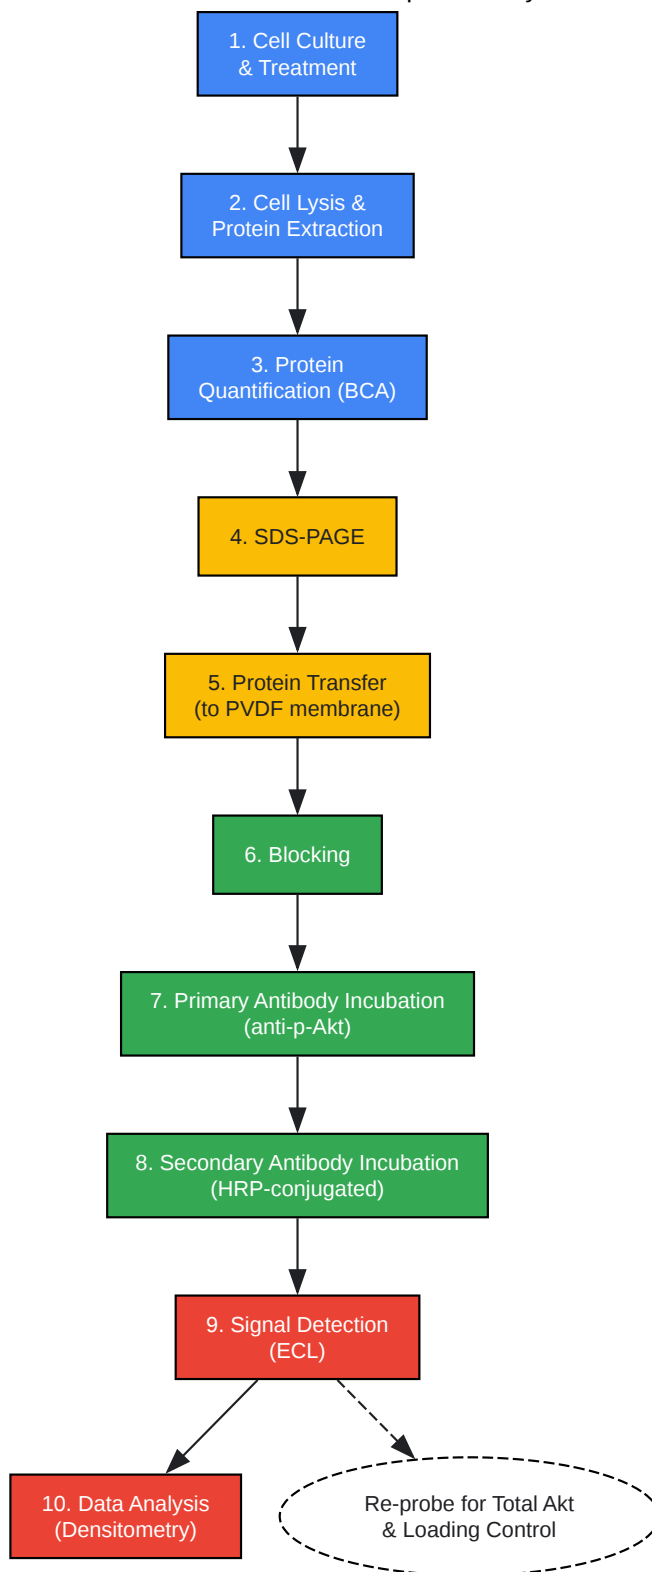 1. Cell Culture
& Treatment
2. Cell Lysis &
Protein Extraction
3. Protein
Quantification (BCA)
4. SDS-PAGE
5. Protein Transfer
(to PVDF membrane)
6. Blocking
7. Primary Antibody Incubation
(anti-p-Akt)
8. Secondary Antibody Incubation
(HRP-conjugated)
9. Signal Detection
(ECL)
10. Data Analysis
(Densitometry)
Re-probe for Total Akt
& Loading Control